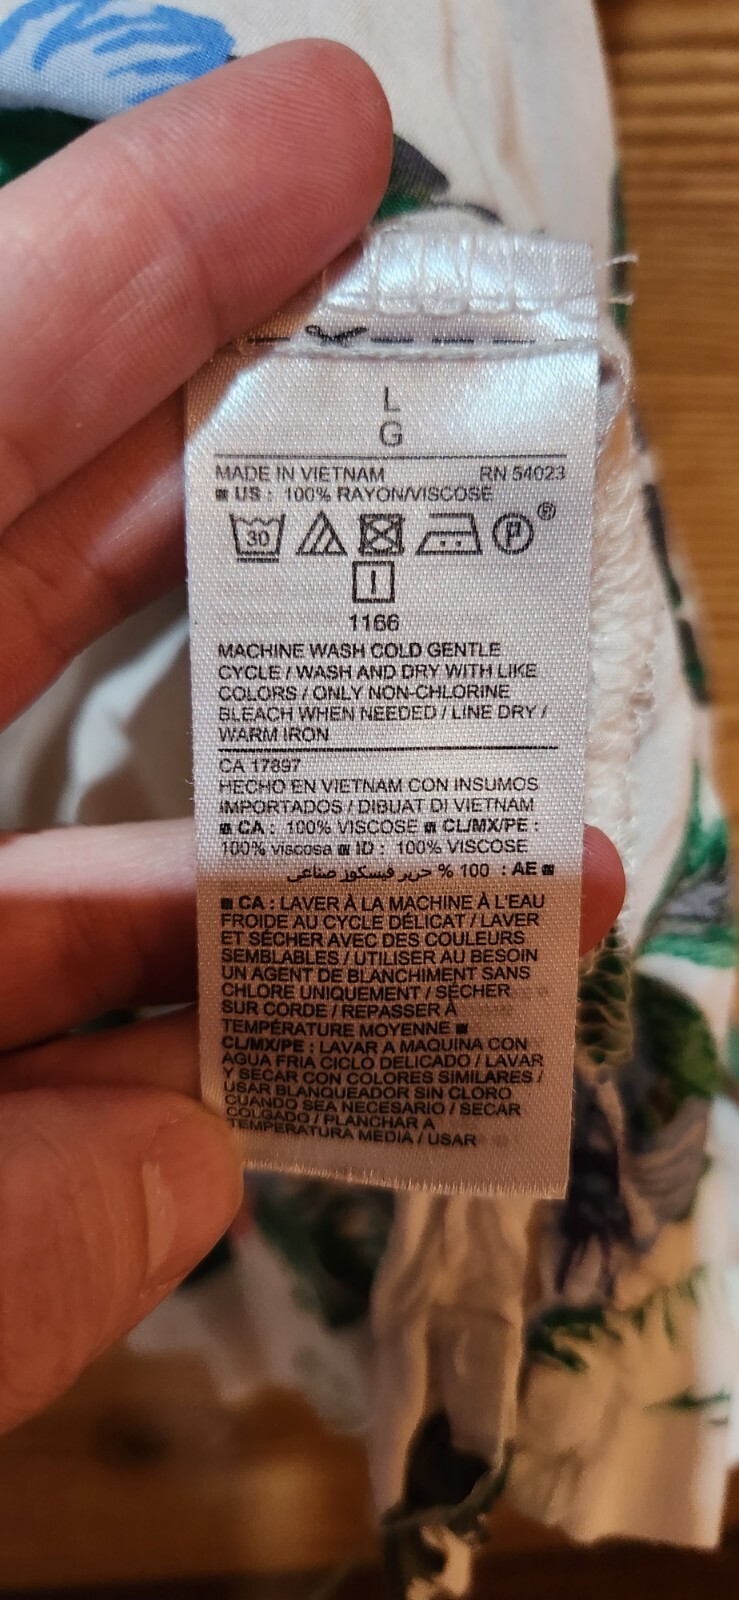 L
G
MADE IN VIETNAM RN 54023
US : 100% RAYON/VISCOSE
30 P ®
I
1166
MACHINE WASH COLD GENTLE
CYCLE / WASH AND DRY WITH LIKE
COLORS / ONLY NON-CHLORINE
BLEACH WHEN NEEDED / LINE DRY /
WARM IRON
CA 17897
HECHO EN VIETNAM CON INSUMOS
IMPORTADOS / DIBUAT DI VIETNAM
CA : 100% VISCOSE CL/MX/PE :
100% viscosa ID : 100% VISCOSE
AE : 100 % حرير فيسكوز صناعي
CA : LAVER À LA MACHINE À L'EAU
FROIDE AU CYCLE DÉLICAT / LAVER
ET SÉCHER AVEC DES COULEURS
SEMBLABLES / UTILISER AU BESOIN
UN AGENT DE BLANCHIMENT SANS
CHLORE UNIQUEMENT / SÉCHER
SUR CORDE / REPASSER À
TEMPÉRATURE MOYENNE
CL/MX/PE : LAVAR A MAQUINA CON
AGUA FRIA CICLO DELICADO / LAVAR
Y SECAR CON COLORES SIMILARES /
USAR BLANQUEADOR SIN CLORO
CUANDO SEA NECESARIO / SECAR
COLGADO / PLANCHAR A
TEMPERATURA MEDIA / USAR